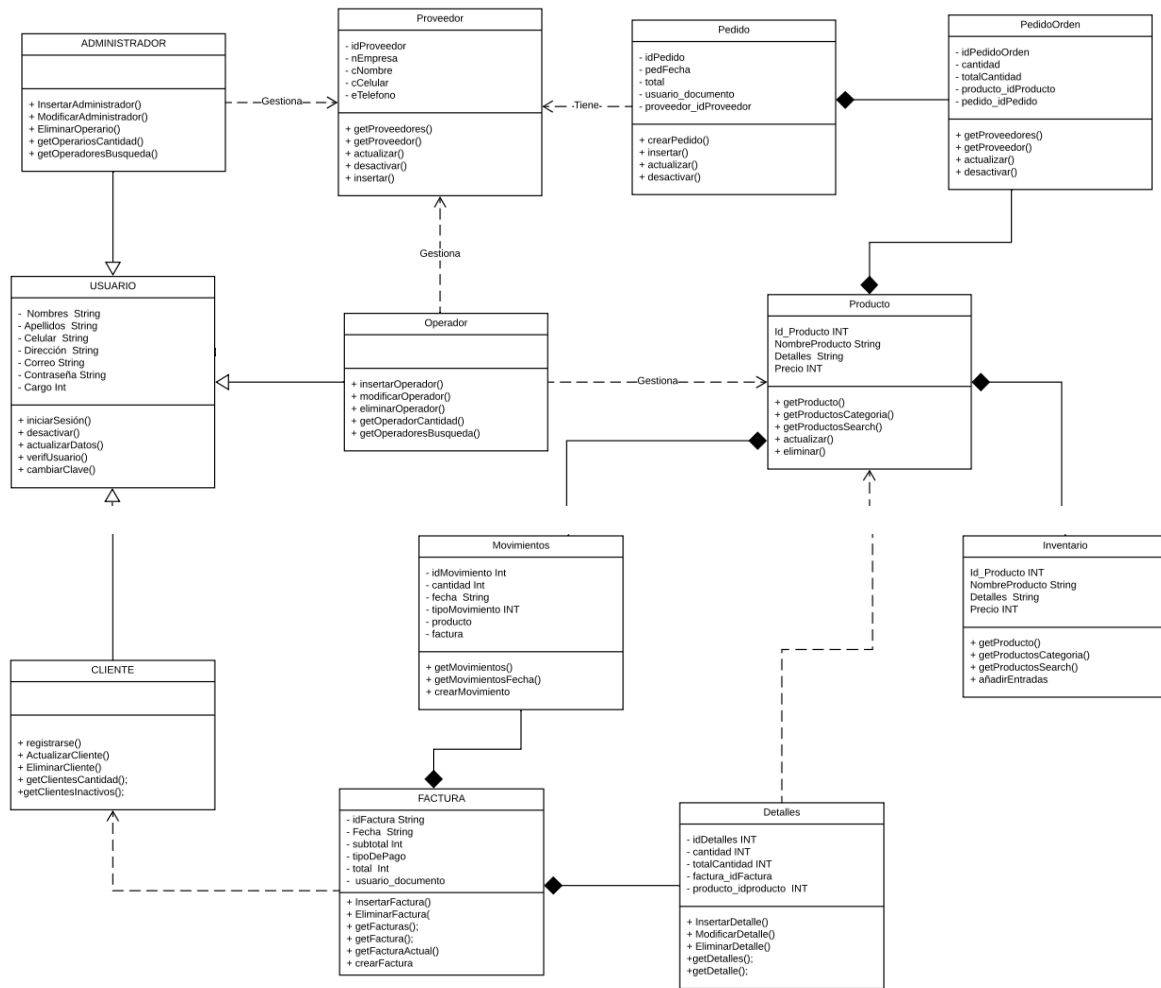 ADMINISTRADOR
+ InsertarAdministrador()
+ ModificarAdministrador()
+ EliminarOperario()
+ getOperariosCantidad()
+ getOperadoresBusqueda()
Gestiona
Proveedor
- idProveedor
- nEmpresa
- cNombre
- cCelular
- eTelefono
+ getProveedores()
+ getProveedor()
+ actualizar()
+ desactivar()
+ insertar()
Tiene
Pedido
- idPedido
- pedFecha
- total
- usuario_documento
- proveedor_idProveedor
+ crearPedido()
+ insertar()
+ actualizar()
+ desactivar()
PedidoOrden
- idPedidoOrden
- cantidad
- totalCantidad
- producto_idProducto
- pedido_idPedido
+ getProveedores()
+ getProveedor()
+ actualizar()
+ desactivar()
Gestiona
USUARIO
- Nombres String
- Apellidos String
- Celular String
- Dirección String
- Correo String
- Contraseña String
- Cargo Int
+ iniciarSesión()
+ desactivar()
+ actualizarDatos()
+ verifUsuario()
+ cambiarClave()
Operador
+ insertarOperador()
+ modificarOperador()
+ eliminarOperador()
+ getOperadorCantidad()
+ getOperadoresBusqueda()
Gestiona
Producto
Id_Producto INT
NombreProducto String
Detalles String
Precio INT
+ getProducto()
+ getProductosCategoria()
+ getProductosSearch()
+ actualizar()
+ eliminar()
Movimientos
- idMovimiento Int
- cantidad Int
- fecha String
- tipoMovimiento INT
- producto
- factura
+ getMovimientos()
+ getMovimientosFecha()
+ crearMovimiento
Inventario
Id_Producto INT
NombreProducto String
Detalles String
Precio INT
+ getProducto()
+ getProductosCategoria()
+ getProductosSearch()
+ añadirEntradas
CLIENTE
+ registrarse()
+ ActualizarCliente()
+ EliminarCliente()
+ getClientesCantidad();
+getClientesInactivos();
FACTURA
- idFactura String
- Fecha String
- subtotal Int
- tipoDePago
- total Int
- usuario_documento
+ InsertarFactura()
+ EliminarFactura(
+ getFacturas();
+ getFactura();
+ getFacturaActual()
+ crearFactura
Detalles
- idDetalles INT
- cantidad INT
- totalCantidad INT
- factura_idFactura
- producto_idproducto INT
+ InsertarDetalle()
+ ModificarDetalle()
+ EliminarDetalle()
+getDetalles();
+getDetalle();